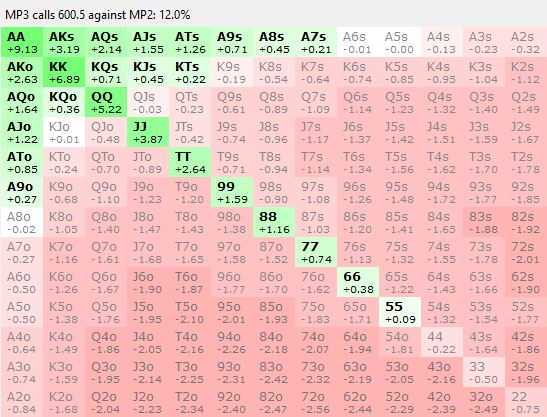 MP3 calls 600.5 against MP2: 12.0%
AA AKs AQs AJs ATs A9s A8s A7s A6s A5s A4s A3s A2s
+9.13 +3.19 +2.14 +1.55 +1.26 +0.71 +0.45 +0.21 -0.01 -0.00 -0.13 -0.23 -0.32
AKo KK KQs KJs KTs K9s K8s K7s K6s K5s K4s K3s K2s
+2.63 +6.89 +0.71 +0.45 +0.22 -0.19 -0.54 -0.64 -0.74 -0.85 -0.95 -1.04 -1.12
AQo KQo QQ QJs QTs Q9s Q8s Q7s Q6s Q5s Q4s Q3s Q2s
+1.64 +0.36 +5.22 -0.03 -0.23 -0.61 -0.89 -1.09 -1.14 -1.23 -1.32 -1.40 -1.49
AJo KJo QJo JJ JTs J9s J8s J7s J6s J5s J4s J3s J2s
+1.22 +0.01 -0.48 +3.87 -0.42 -0.74 -0.96 -1.17 -1.37 -1.42 -1.51 -1.59 -1.67
ATo KTo QTo JTo TT T9s T8s T7s T6s T5s T4s T3s T2s
+0.85 -0.24 -0.70 -0.89 +2.64 -0.71 -0.94 -1.14 -1.34 -1.56 -1.62 -1.70 -1.78
A9o K9o Q9o J9o T9o 99 98s 97s 96s 95s 94s 93s 92s
+0.27 -0.68 -1.10 -1.23 -1.20 +1.59 -0.90 -1.08 -1.26 -1.48 -1.72 -1.77 -1.85
A8o K8o Q8o J8o T8o 98o 88 87s 86s 85s 84s 83s 82s
-0.02 -1.05 -1.40 -1.47 -1.43 -1.38 +1.16 -1.03 -1.20 -1.41 -1.65 -1.88 -1.92
A7o K7o Q7o J7o T7o 97o 87o 77 76s 75s 74s 73s 72s
-0.27 -1.16 -1.61 -1.68 -1.65 -1.58 -1.52 +0.74 -1.13 -1.32 -1.55 -1.78 -2.01
A6o K6o Q6o J6o T6o 96o 86o 76o 66 65s 64s 63s 62s
-0.50 -1.26 -1.67 -1.90 -1.87 -1.77 -1.70 -1.62 +0.38 -1.22 -1.43 -1.66 -1.90
A5o K5o Q5o J5o T5o 95o 85o 75o 65o 55 54s 53s 52s
-0.50 -1.38 -1.76 -1.95 -2.10 -2.01 -1.93 -1.83 -1.71 +0.09 -1.32 -1.54 -1.77
A4o K4o Q4o J4o T4o 94o 84o 74o 64o 54o 44 43s 42s
-0.64 -1.49 -1.86 -2.05 -2.16 -2.26 -2.18 -2.07 -1.94 -1.81 -0.22 -1.64 -1.86
A3o K3o Q3o J3o T3o 93o 83o 73o 63o 53o 43o 33 32s
-0.74 -1.59 -1.95 -2.14 -2.25 -2.31 -2.42 -2.32 -2.19 -2.05 -2.16 -0.50 -1.96
A2o K2o Q2o J2o T2o 92o 82o 72o 62o 52o 42o 32o 22
-0.84 -1.68 -2.04 -2.23 -2.34 -2.40 -2.47 -2.56 -2.44 -2.29 -2.39 -2.49 0.75